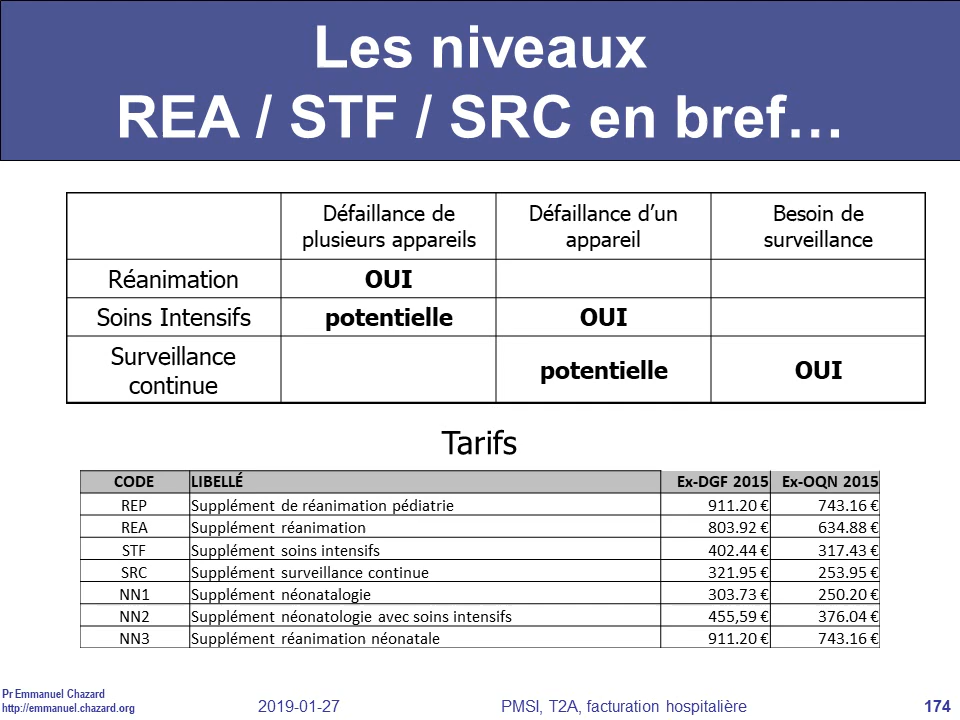 Les niveaux
REA / STF / SRC en bref…
Défaillance de plusieurs appareils Défaillance d’un appareil Besoin de surveillance
Réanimation OUI
Soins Intensifs potentielle OUI
Surveillance continue potentielle OUI
Tarifs
CODE LIBELLÉ Ex-DGF 2015 Ex-OQN 2015
REP Supplément de réanimation pédiatrie 911.20 € 743.16 €
REA Supplément réanimation 803.92 € 634.88 €
STF Supplément soins intensifs 402.44 € 317.43 €
SRC Supplément surveillance continue 321.95 € 253.95 €
NN1 Supplément néonatalogie 303.73 € 250.20 €
NN2 Supplément néonatologie avec soins intensifs 455,59 € 376.04 €
NN3 Supplément réanimation néonatale 911.20 € 743.16 €
Pr Emmanuel Chazard
http://emmanuel.chazard.org
2019-01-27 PMSI, T2A, facturation hospitalière 174